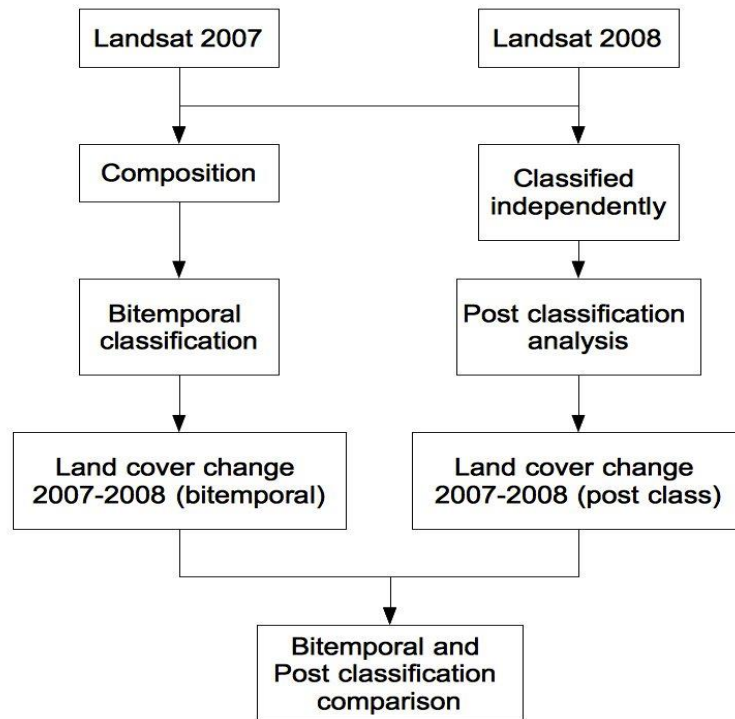 Landsat 2007
Landsat 2008
Composition
Classified
independently
Bitemporal
classification
Post classification
analysis
Land cover change
2007-2008 (bitemporal)
Land cover change
2007-2008 (post class)
Bitemporal and
Post classification
comparison